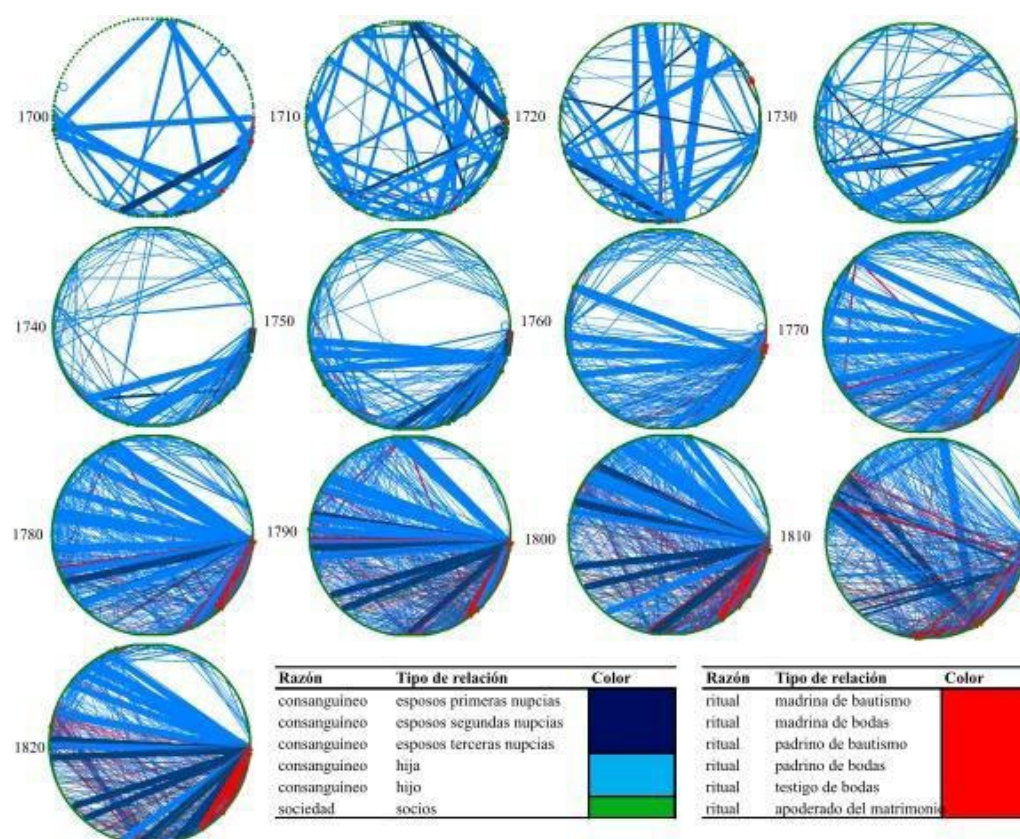 1700
1710
1720
1730
1740
1750
1760
1770
1780
1790
1800
1810
1820
Razón Tipo de relación Color
consanguíneo esposos primeras nupcias
consanguíneo esposos segundas nupcias
consanguíneo esposos terceras nupcias
consanguíneo hija
consanguíneo hijo
sociedad socios
Razón Tipo de relación Color
ritual madrina de bautismo
ritual madrina de bodas
ritual padrino de bautismo
ritual padrino de bodas
ritual testigo de bodas
ritual apoderado del matrimonio